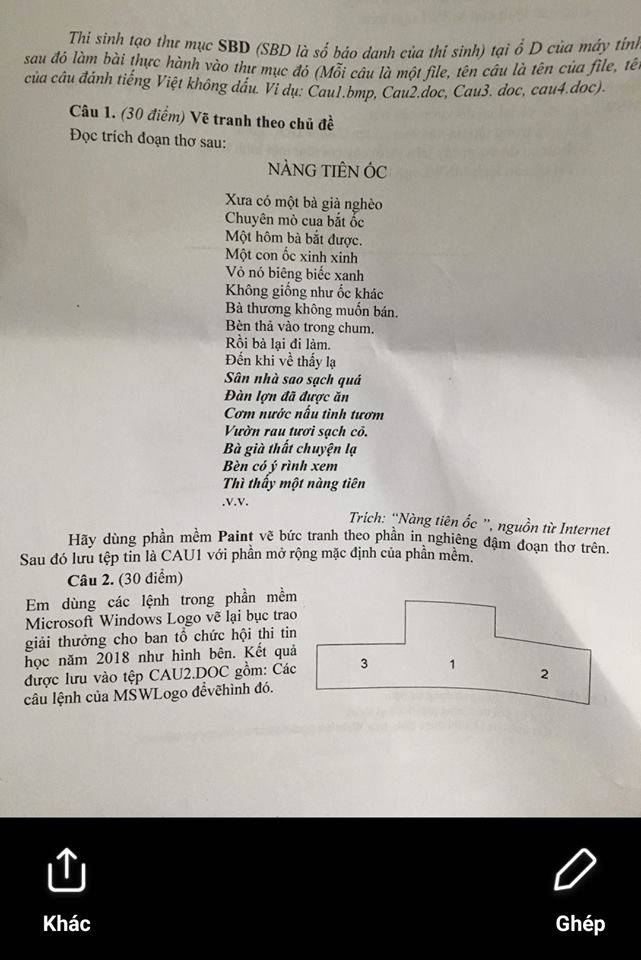 Thí sinh tạo thư mục SBD (SBD là số báo danh của thí sinh) tại ổ D của máy tính
sau đó làm bài thực hành vào thư mục đó (Mỗi câu là một file, tên câu là tên của file, tên
của câu đánh tiếng Việt không dấu. Ví dụ: Cau1.bmp, Cau2.doc, Cau3. doc, cau4.doc).
Câu 1. (30 điểm) Vẽ tranh theo chủ đề
Đọc trích đoạn thơ sau:
NÀNG TIÊN ỐC
Xưa có một bà già nghèo
Chuyên mò cua bắt ốc
Một hôm bà bắt được.
Một con ốc xinh xinh
Vỏ nó biêng biếc xanh
Không giống như ốc khác
Bà thương không muốn bán.
Bèn thả vào trong chum.
Rồi bà lại đi làm.
Đến khi về thấy lạ
Sân nhà sao sạch quá
Đàn lợn đã được ăn
Cơm nước nấu tinh tươm
Vườn rau tươi sạch cỏ.
Bà già thất chuyện lạ
Bèn có ý rình xem
Thì thấy một nàng tiên
.v.v.
Trích: “Nàng tiên ốc ”, nguồn từ Internet
Hãy dùng phần mềm Paint vẽ bức tranh theo phần in nghiêng đậm đoạn thơ trên.
Sau đó lưu tệp tin là CAU1 với phần mở rộng mặc định của phần mềm.
Câu 2. (30 điểm)
Em dùng các lệnh trong phần mềm
Microsoft Windows Logo vẽ lại bục trao
giải thưởng cho ban tổ chức hội thi tin
học năm 2018 như hình bên. Kết quả
được lưu vào tệp CAU2.DOC gồm: Các
câu lệnh của MSWLogo đểvẽhình đó.
3 1 2
Khác
Ghép